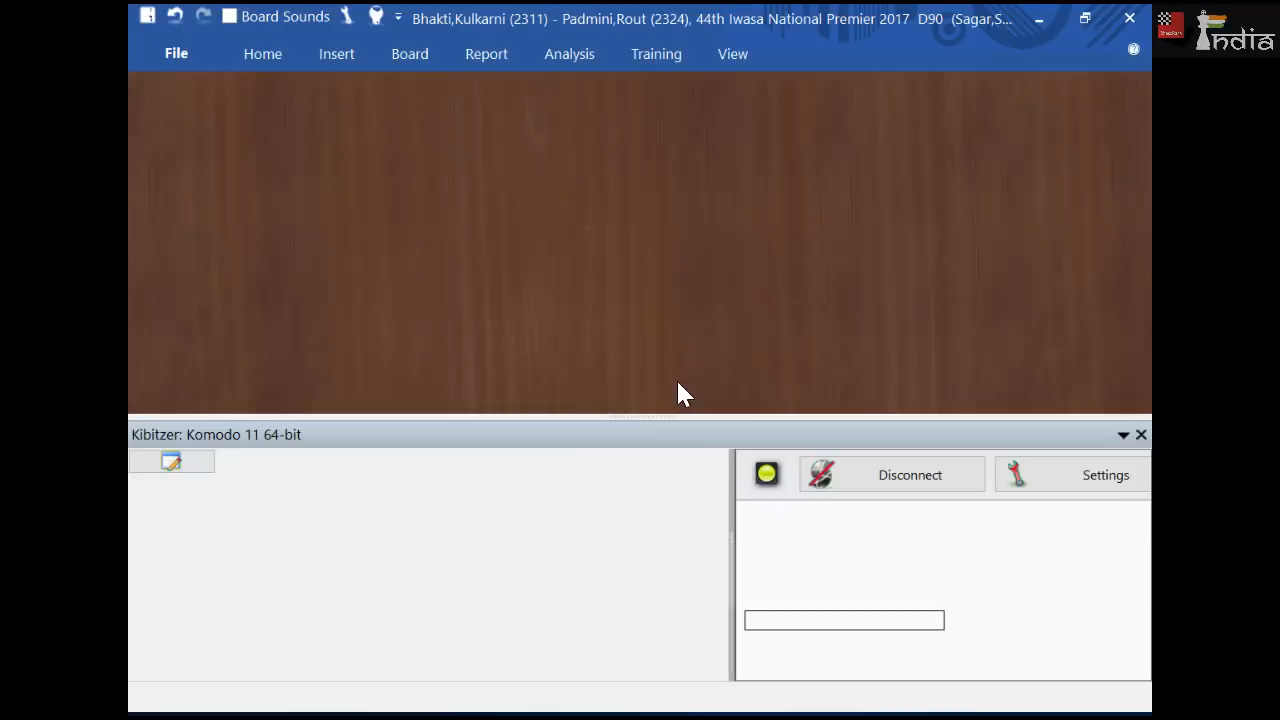 Board Sounds
Bhakti,Kulkarni (2311) - Padmini,Rout (2324), 44th Iwasa National Premier 2017  D90  (Sagar,S...
File Home Insert Board Report Analysis Training View
India
Kibitzer: Komodo 11 64-bit
Disconnect
Settings